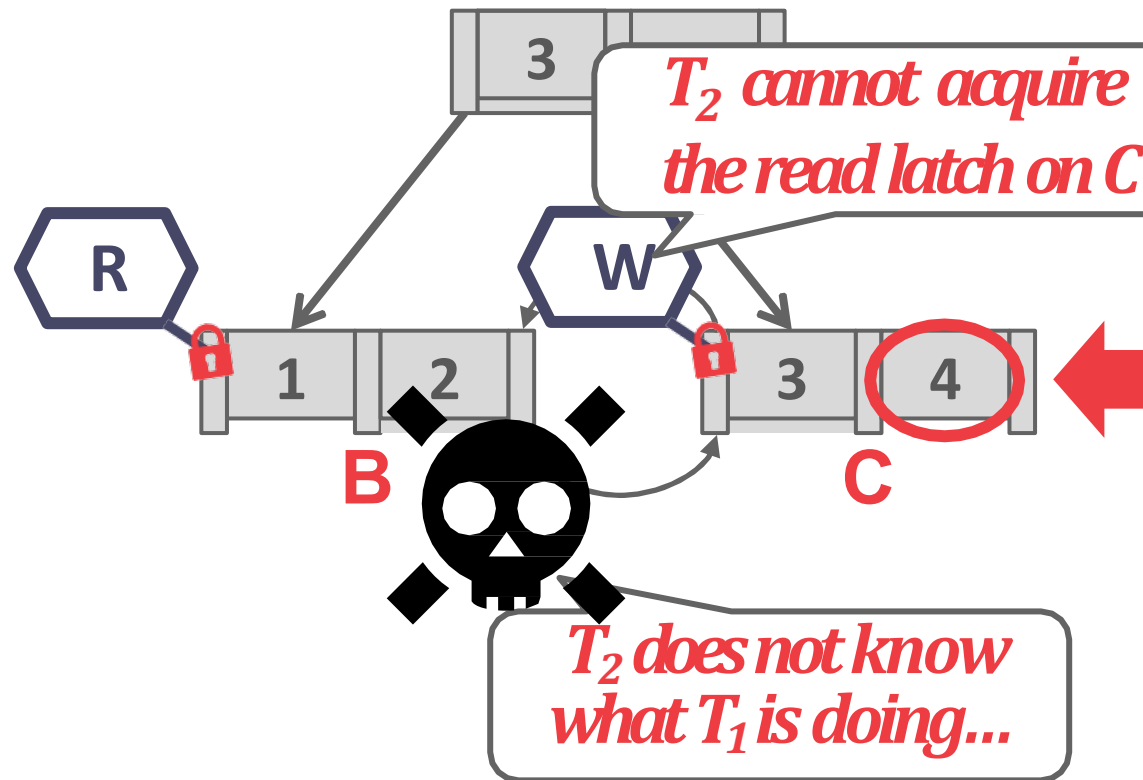 3
T₂ cannot acquire
the read latch on C
R
W
1 2 3 4
B C
T₂ does not know
what T₁ is doing...